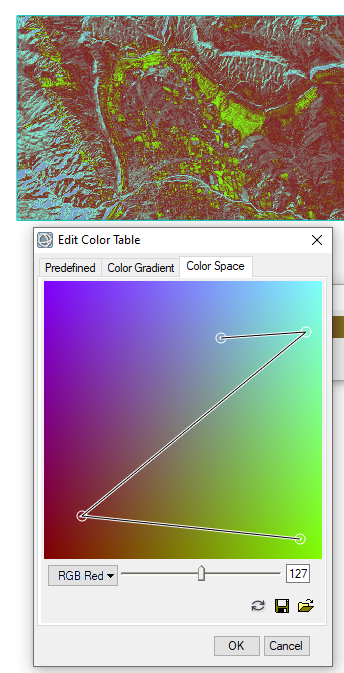 Edit Color Table
Predefined Color Gradient Color Space
RGB Red 127
OK Cancel